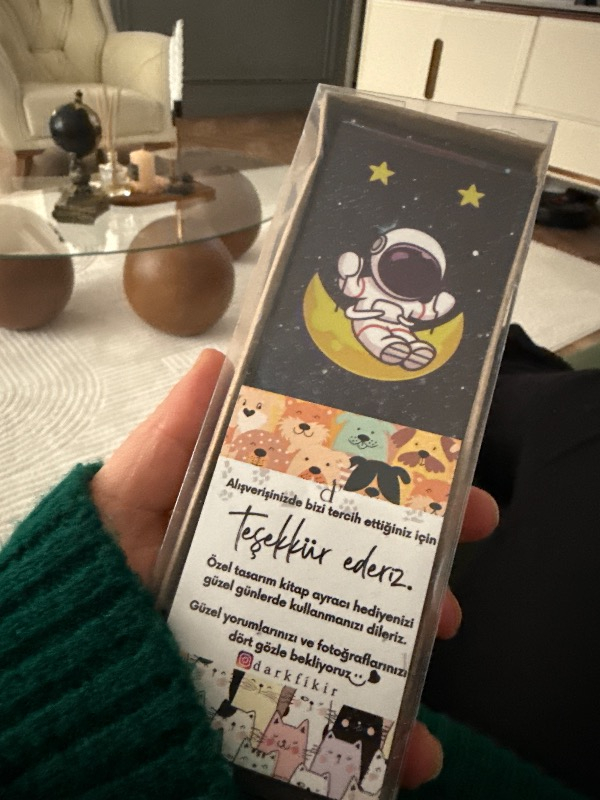 d
Alışverişinizde bizi tercih ettiğiniz için
Teşekkür ederiz.
Özel tasarım kitap ayracı hediyenizi
güzel günlerde kullanmanızı dileriz.
Güzel yorumlarınızı ve fotoğraflarınızı
dört gözle bekliyoruz
darkfikir